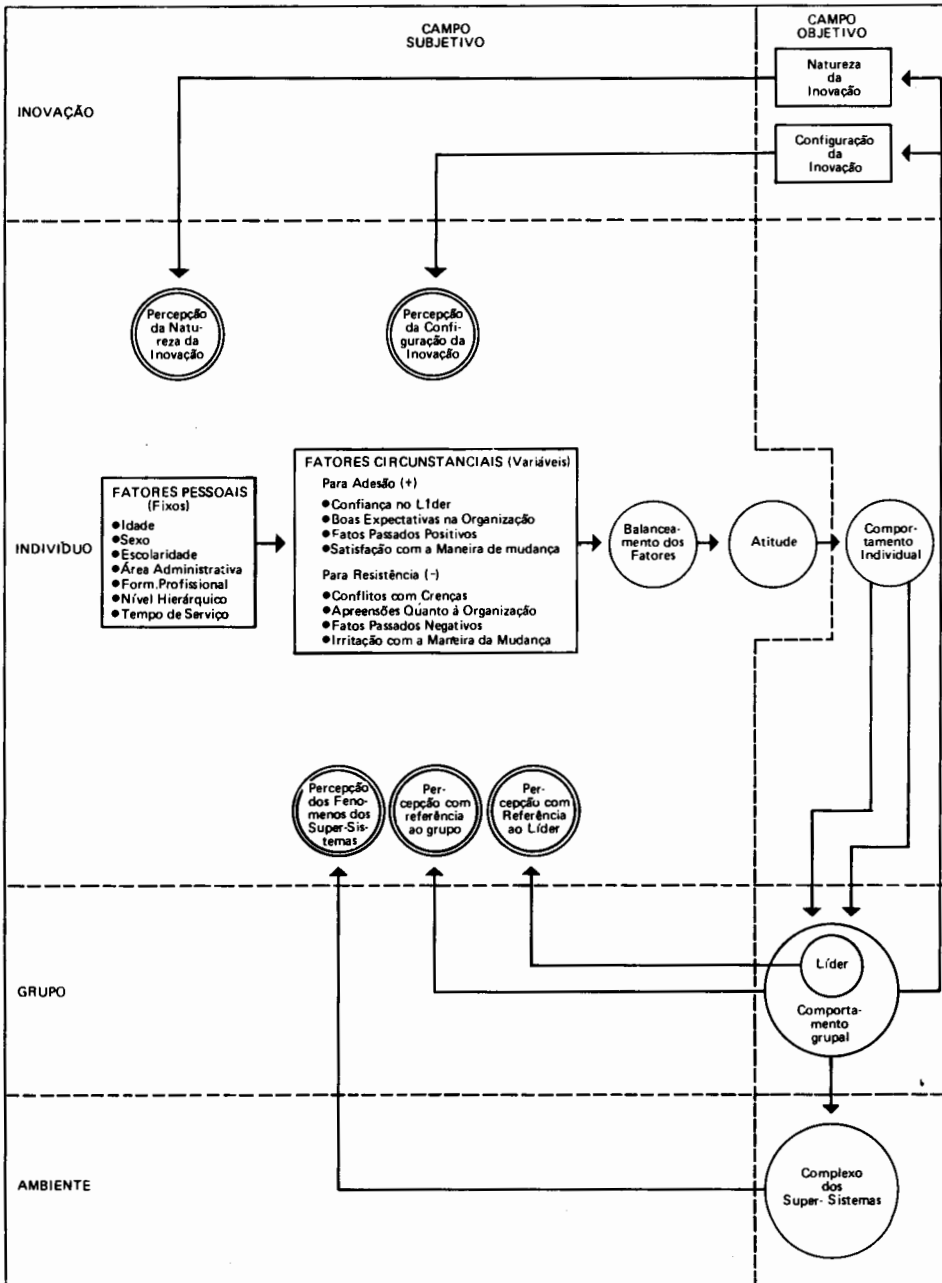 CAMPO
SUBJETIVO
CAMPO
OBJETIVO
INOVAÇÃO
Natureza
da
Inovação
Configuração
da
Inovação
Percepção
da Natu-
reza da
Inovação
Percepção
da Confi-
guração da
Inovação
INDIVÍDUO
FATORES PESSOAIS
(Fixos)
●Idade
●Sexo
●Escolaridade
●Área Administrativa
●Form.Profissional
●Nível Hierárquico
●Tempo de Serviço
FATORES CIRCUNSTANCIAIS (Variáveis)
Para Adesão (+)
●Confiança no Líder
●Boas Expectativas na Organização
●Fatos Passados Positivos
●Satisfação com a Maneira de mudança
Para Resistência (-)
●Conflitos com Crenças
●Apreensões Quanto à Organização
●Fatos Passados Negativos
●Irritação com a Maneira da Mudança
Balancea-
mento dos
Fatores
Atitude
Compor-
tamento
Individual
Percepção
dos Feno-
menos dos
Super-Sis-
temas
Per-
cepção com
referência
ao grupo
Per-
cepção com
Referência
ao Líder
GRUPO
Líder
Comporta-
mento
grupal
AMBIENTE
Complexo
dos
Super- Sistemas